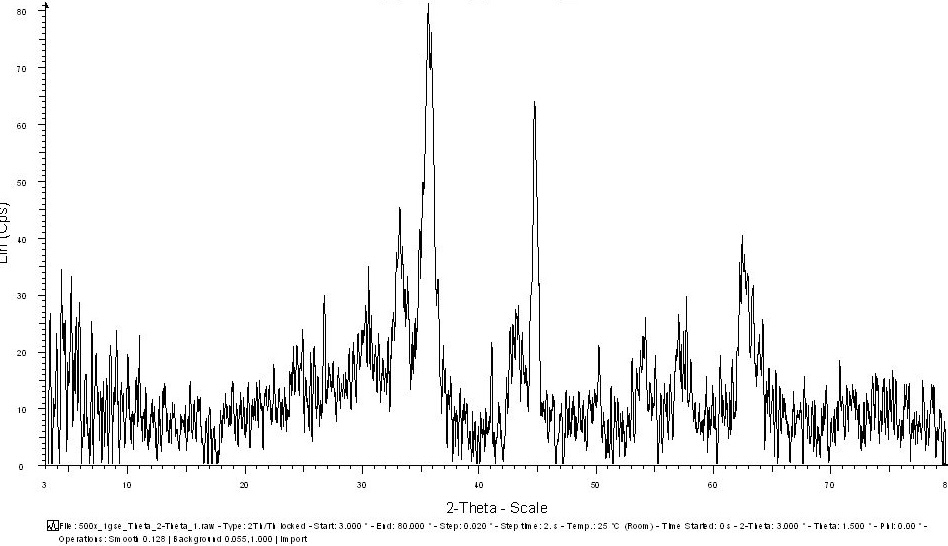 80
70
60
50
40
30
20
10
0
Lin (Cps)
3 10 20 30 40 50 60 70 8
2-Theta - Scale
File: 500x_1gse_Theta_2-Theta_1.raw - Type: 2Th/Th locked - Start: 3.000 ° - End: 80.000 ° - Step: 0.020 ° - Step time: 2. s - Temp.: 25 °C (Room) - Time Started: 0 s - 2-Theta: 3.000 ° - Theta: 1.500 ° - Phi: 0.00 ° -
Operations: Smooth 0.128 | Background 0.055,1.000 | Import